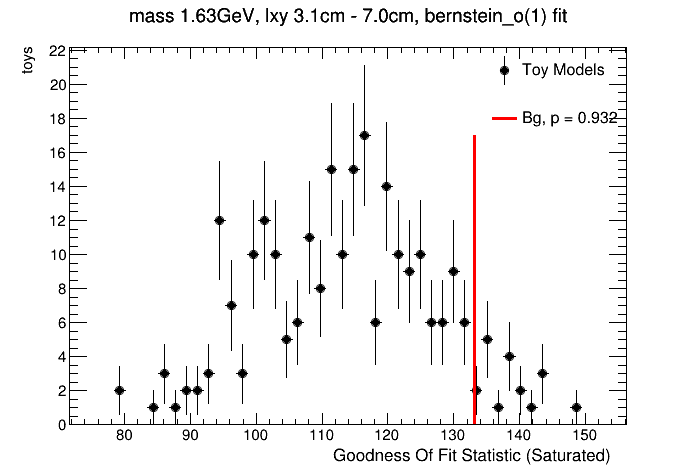 mass 1.63GeV, lxy 3.1cm - 7.0cm, bernstein_o(1) fit
toys
Toy Models
Bg, p = 0.932
22
20
18
16
14
12
10
8
6
4
2
0
80 90 100 110 120 130 140 150
Goodness Of Fit Statistic (Saturated)